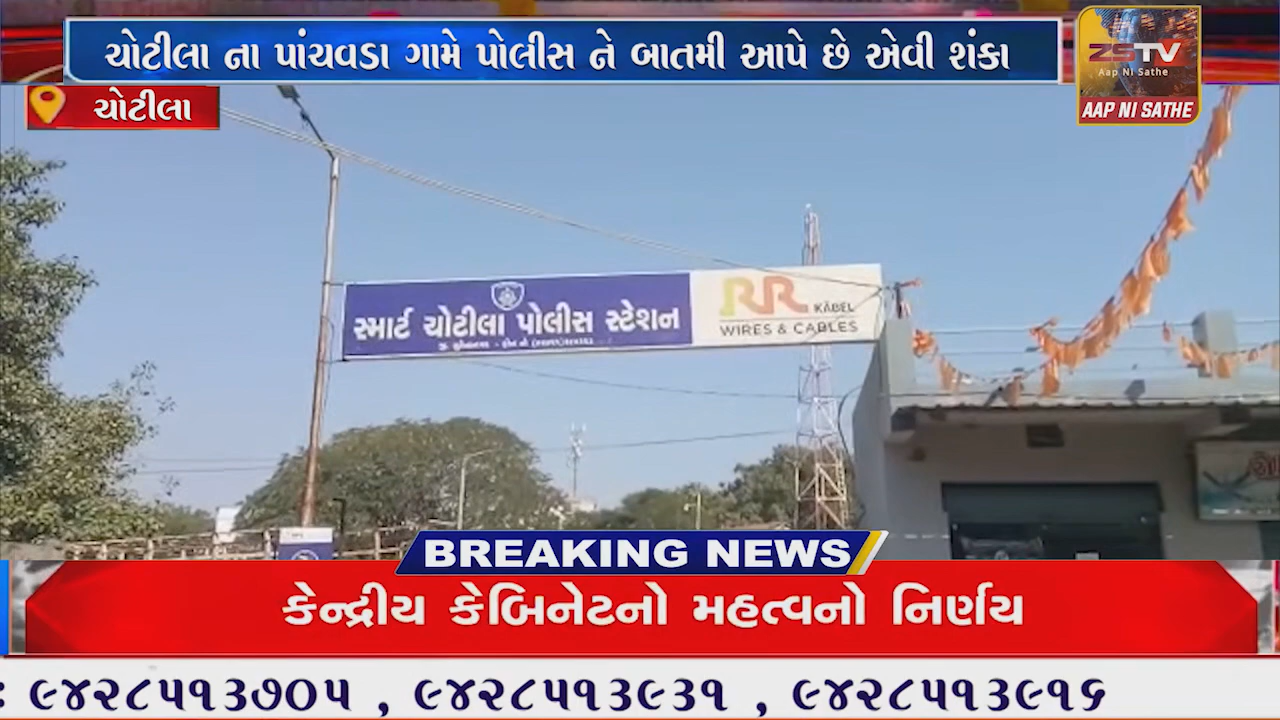 ચોટીલા ના પાંચવડા ગામે પોલીસ ને બાતમી આપે છે એવી શંકા
ZSTV
Aap Ni Sathe
AAP NI SATHE
ચોટીલા
સ્માર્ટ ચોટીલા પોલીસ સ્ટેશન
RR KABEL
WIRES & CABLES
BREAKING NEWS
કેન્દ્રીય કેબિનેટનો મહત્વનો નિર્ણય
: ૯૪૨૮૫૧૩૭૦૫ , ૯૪૨૮૫૧૩૯૩૧ , ૯૪૨૮૫૧૩૯૧૬